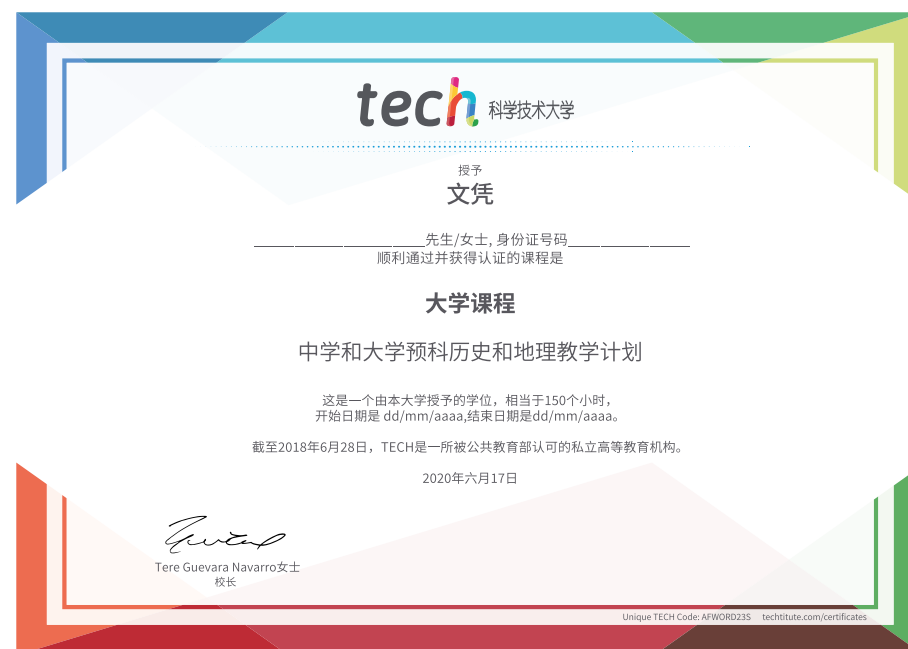 tech 科学技术大学
授予
文凭
先生/女士, 身份证号码
顺利通过并获得认证的课程是
大学课程
中学和大学预科历史和地理教学计划
这是一个由本大学授予的学位，相当于150个小时，
开始日期是 dd/mm/aaaa,结束日期是dd/mm/aaaa。
截至2018年6月28日，TECH是一所被公共教育部认可的私立高等教育机构。
2020年六月17日
Tere Guevara Navarro女士
校长
Unique TECH Code: AFWORD23S techtitute.com/certificates